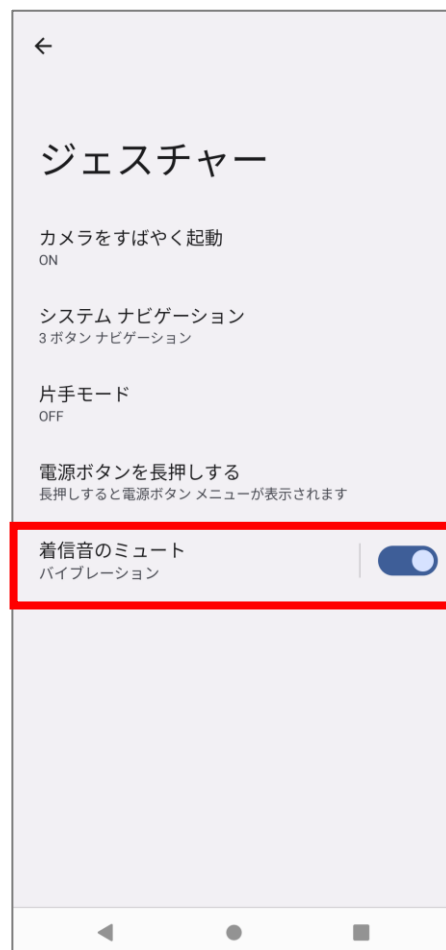 ジェスチャー
カメラをすばやく起動
ON
システム ナビゲーション
3 ボタン ナビゲーション
片手モード
OFF
電源ボタンを長押しする
長押しすると電源ボタン メニューが表示されます
着信音のミュート
バイブレーション